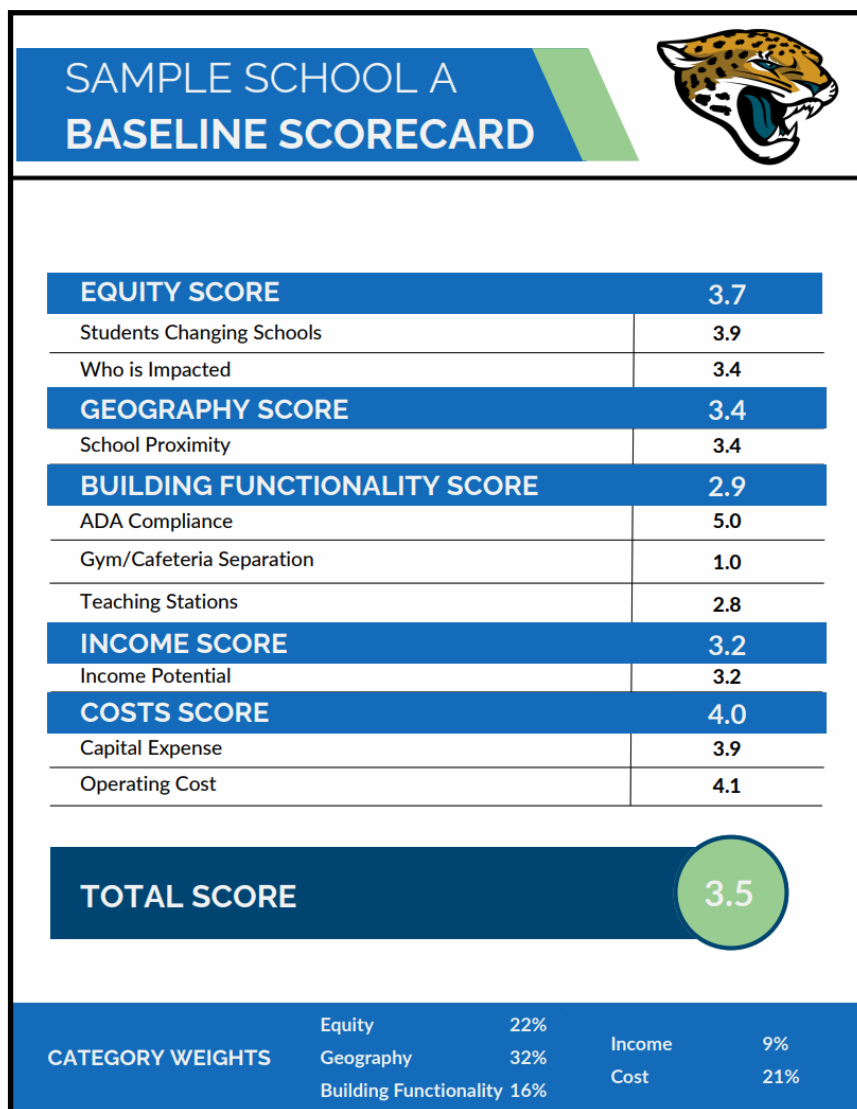 SAMPLE SCHOOL A
BASELINE SCORECARD
EQUITY SCORE 3.7
Students Changing Schools 3.9
Who is Impacted 3.4
GEOGRAPHY SCORE 3.4
School Proximity 3.4
BUILDING FUNCTIONALITY SCORE 2.9
ADA Compliance 5.0
Gym/Cafeteria Separation 1.0
Teaching Stations 2.8
INCOME SCORE 3.2
Income Potential 3.2
COSTS SCORE 4.0
Capital Expense 3.9
Operating Cost 4.1
TOTAL SCORE 3.5
CATEGORY WEIGHTS
Equity 22%
Geography 32%
Building Functionality 16%
Income 9%
Cost 21%